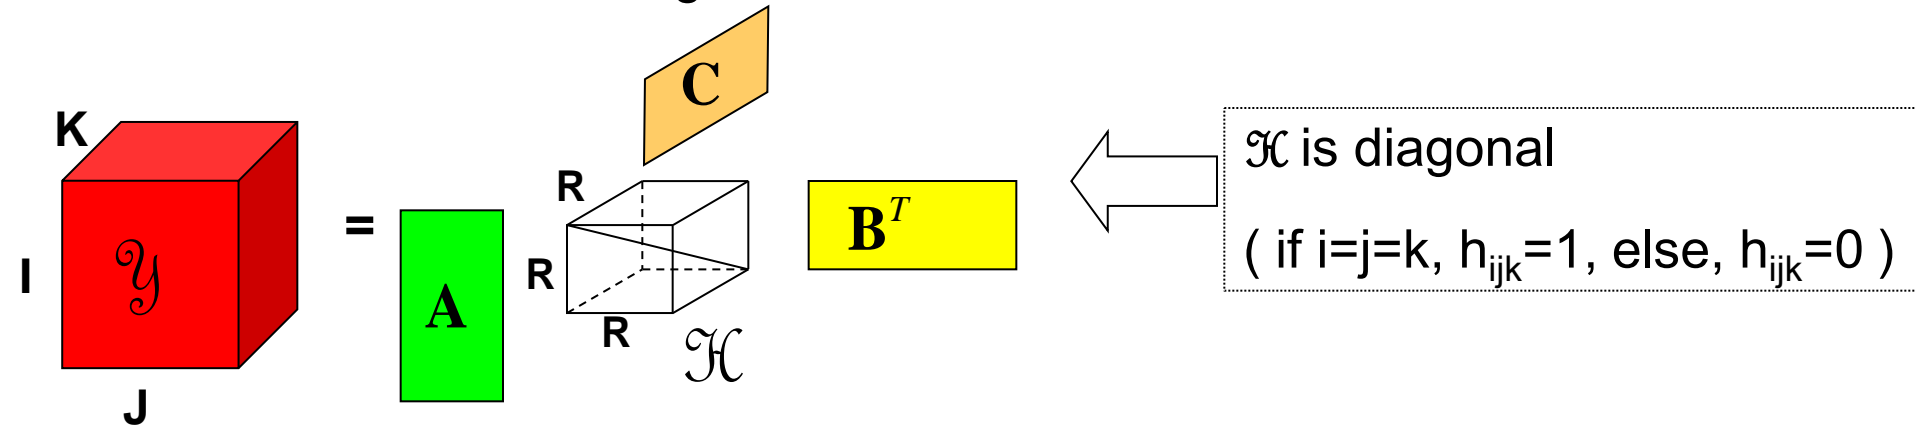 C
K
ℋ is diagonal
R
=
B^T
I
𝒴
R
A
( if i=j=k, h_ijk=1, else, h_ijk=0 )
R
ℋ
J